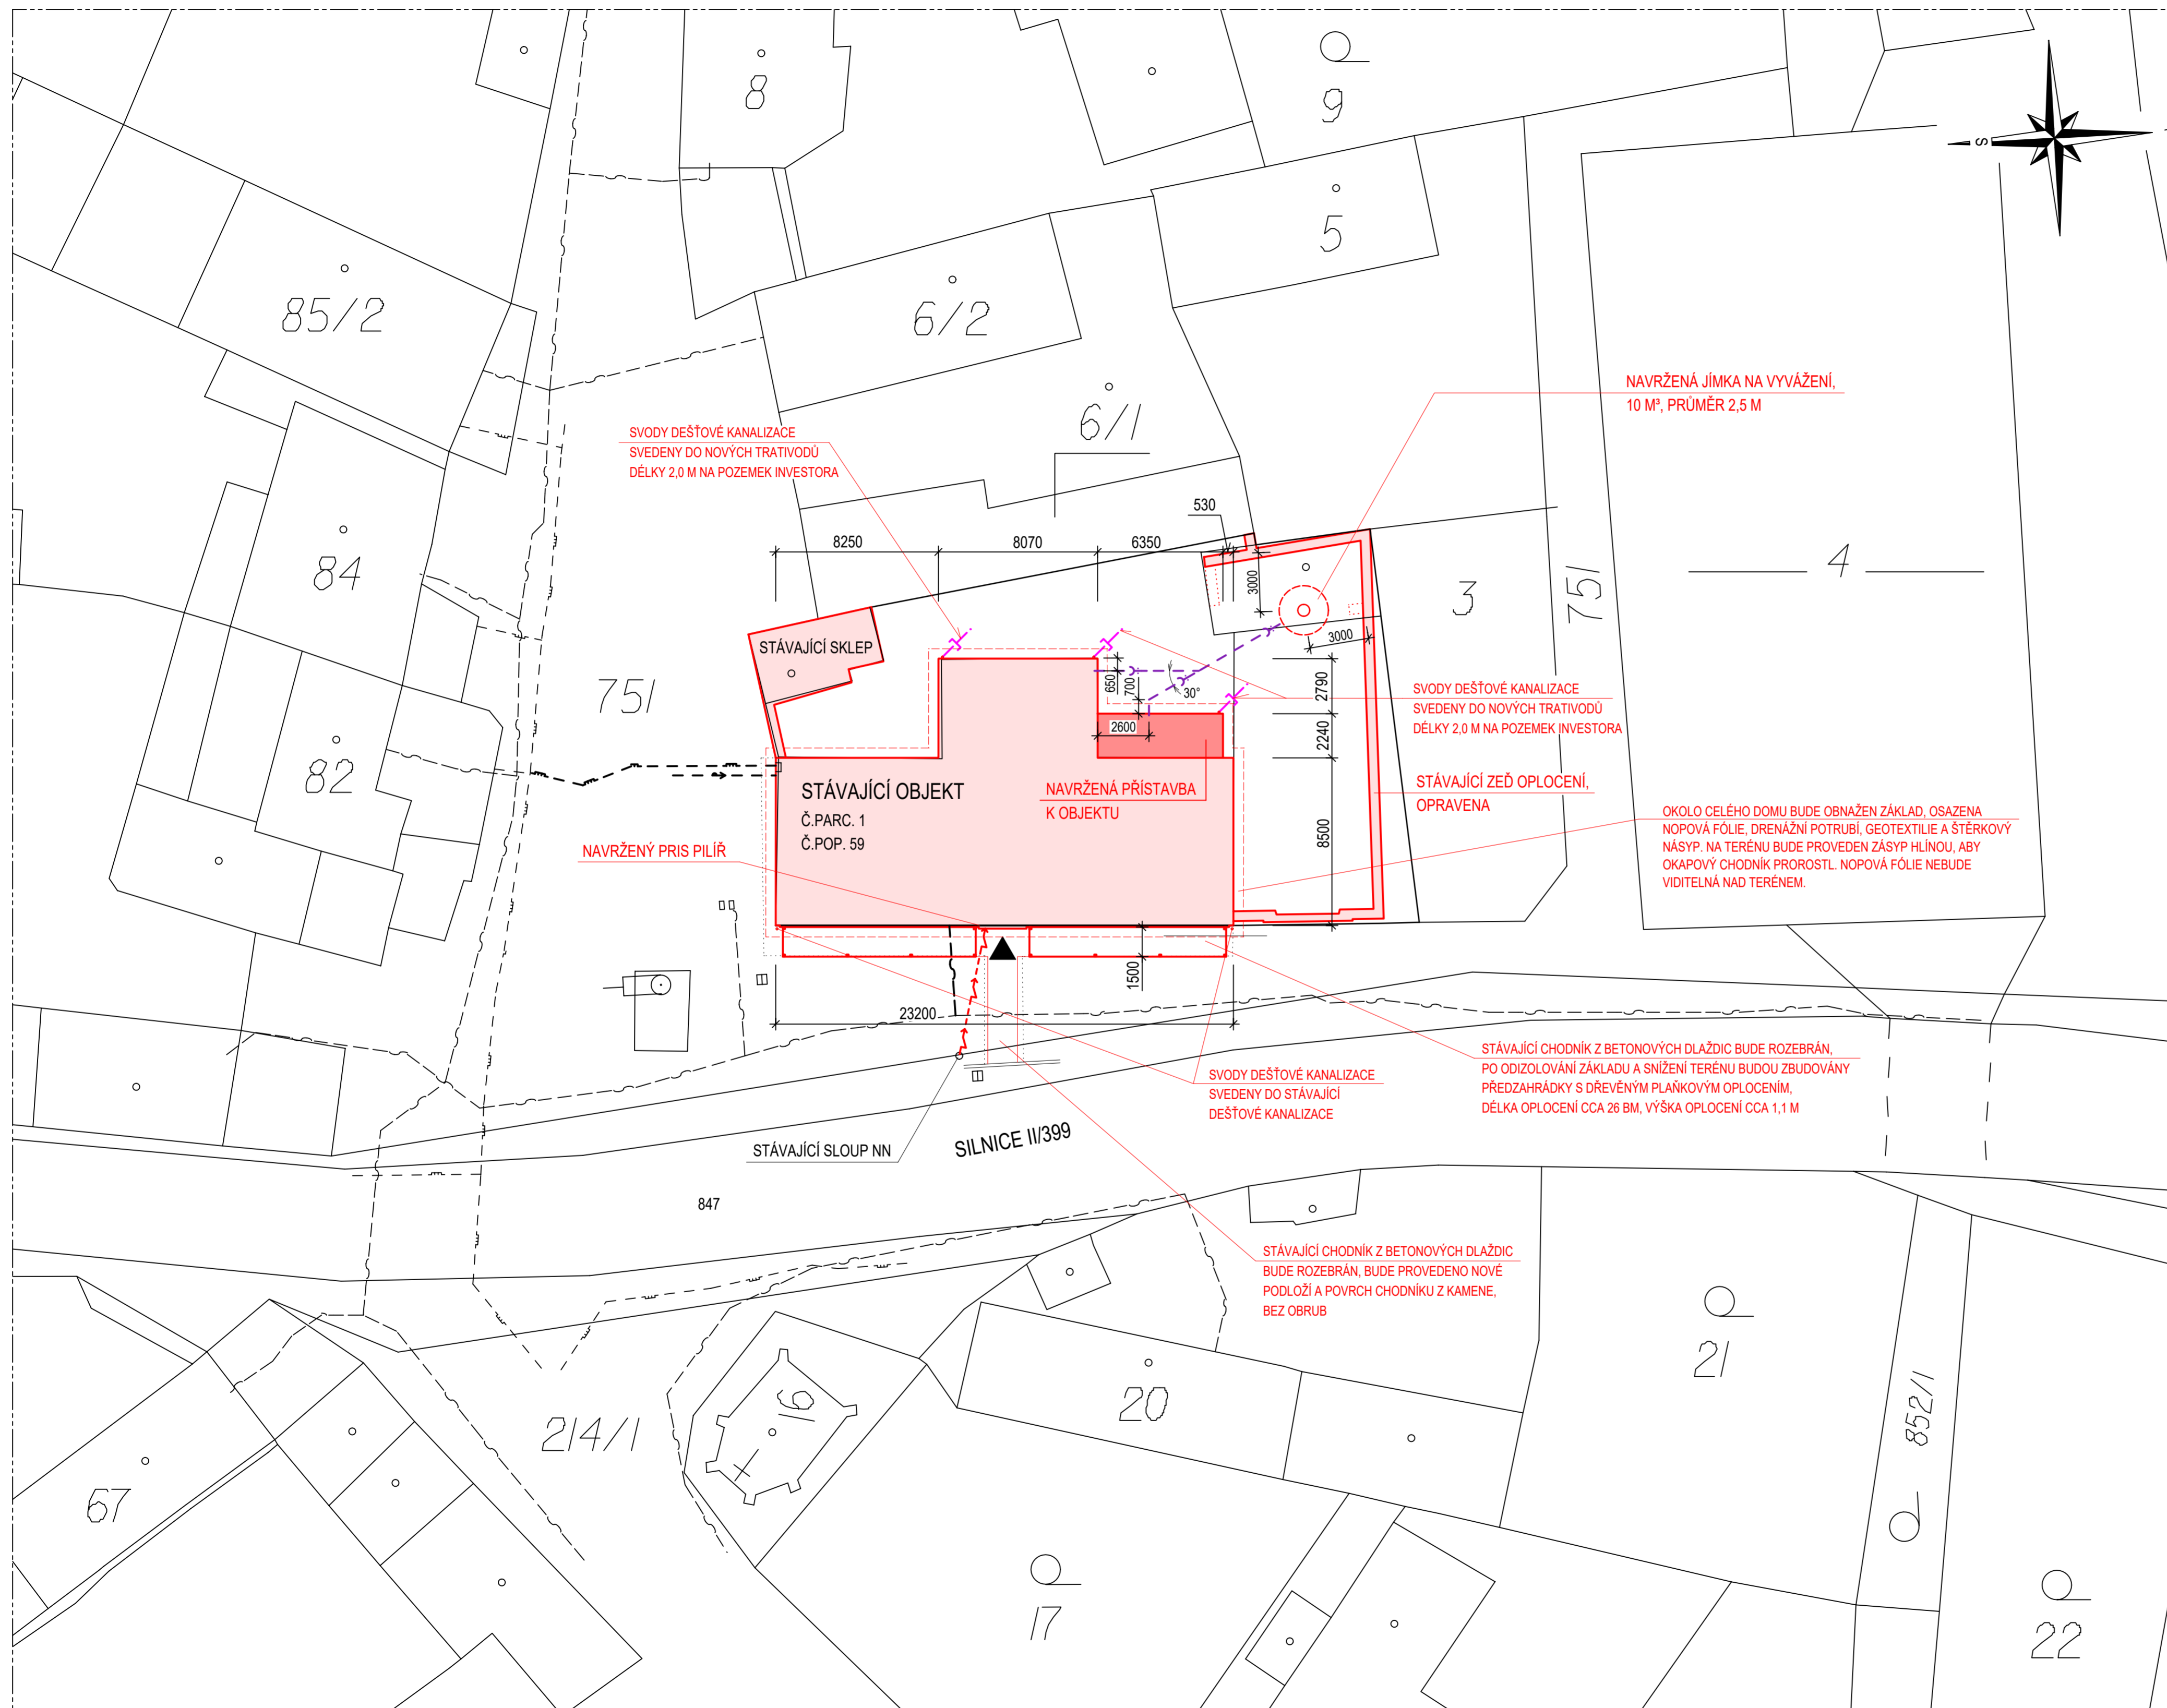 8
9
S
5
85/2
6/2
NAVRŽENÁ JÍMKA NA VYVÁŽENÍ,
10 M³, PRŮMĚR 2,5 M
6/1
SVODY DEŠŤOVÉ KANALIZACE
SVEDENY DO NOVÝCH TRATIVODŮ
DÉLKY 2,0 M NA POZEMEK INVESTORA
530
8250
8070
6350
84
3000
3
751
4
3000
STÁVAJÍCÍ SKLEP
751
650
700
30°
2790
SVODY DEŠŤOVÉ KANALIZACE
SVEDENY DO NOVÝCH TRATIVODŮ
DÉLKY 2,0 M NA POZEMEK INVESTORA
2600
2240
82
STÁVAJÍCÍ OBJEKT
Č.PARC. 1
Č.POP. 59
NAVRŽENÁ PŘÍSTAVBA
K OBJEKTU
STÁVAJÍCÍ ZEĎ OPLOCENÍ,
OPRAVENA
8500
OKOLO CELÉHO DOMU BUDE OBNAŽEN ZÁKLAD, OSAZENA
NOPOVÁ FÓLIE, DRENÁŽNÍ POTRUBÍ, GEOTEXTILIE A ŠTĚRKOVÝ
NÁSYP. NA TERÉNU BUDE PROVEDEN ZÁSYP HLÍNOU, ABY
OKAPOVÝ CHODNÍK PROROSTL. NOPOVÁ FÓLIE NEBUDE
VIDITELNÁ NAD TERÉNEM.
NAVRŽENÝ PRIS PILÍŘ
1500
23200
STÁVAJÍCÍ CHODNÍK Z BETONOVÝCH DLAŽDIC BUDE ROZEBRÁN,
PO ODIZOLOVÁNÍ ZÁKLADU A SNÍŽENÍ TERÉNU BUDOU ZBUDOVÁNY
PŘEDZAHRÁDKY S DŘEVĚNÝM PLAŇKOVÝM OPLOCENÍM,
DÉLKA OPLOCENÍ CCA 26 BM, VÝŠKA OPLOCENÍ CCA 1,1 M
SVODY DEŠŤOVÉ KANALIZACE
SVEDENY DO STÁVAJÍCÍ
DEŠŤOVÉ KANALIZACE
STÁVAJÍCÍ SLOUP NN
SILNICE II/399
847
STÁVAJÍCÍ CHODNÍK Z BETONOVÝCH DLAŽDIC
BUDE ROZEBRÁN, BUDE PROVEDENO NOVÉ
PODLOŽÍ A POVRCH CHODNÍKU Z KAMENE,
BEZ OBRUB
21
20
19
852/1
214/1
67
17
22